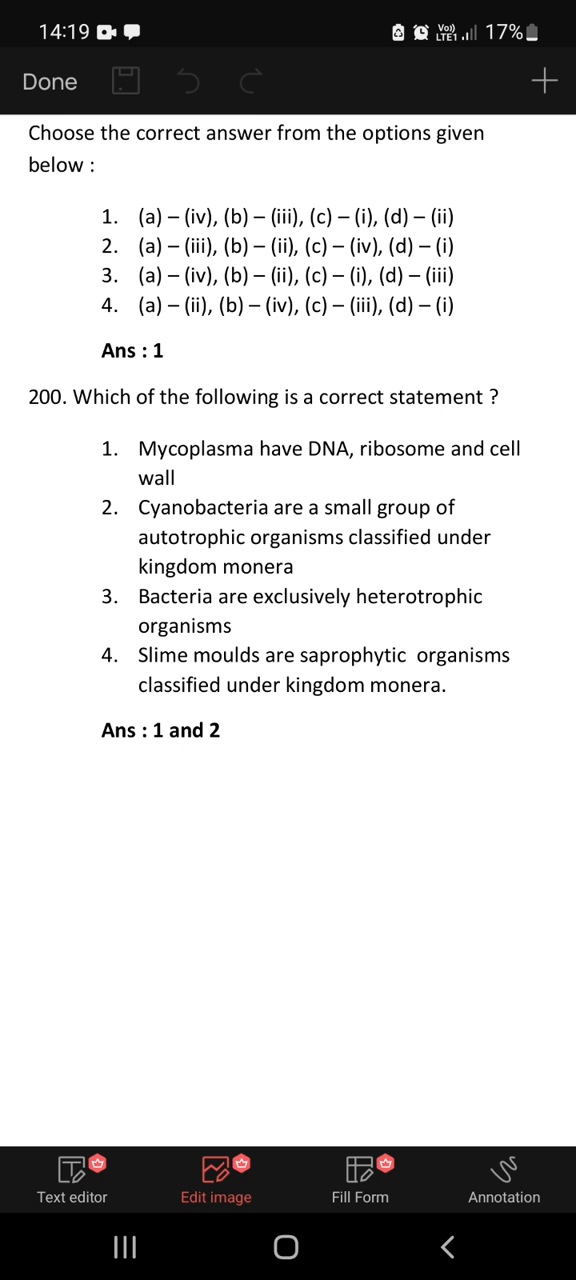 14:19
Vo)) LTE1 17%
Done
Choose the correct answer from the options given
below :
1. (a) – (iv), (b) – (iii), (c) – (i), (d) – (ii)
2. (a) – (iii), (b) – (ii), (c) – (iv), (d) – (i)
3. (a) – (iv), (b) – (ii), (c) – (i), (d) – (iii)
4. (a) – (ii), (b) – (iv), (c) – (iii), (d) – (i)
Ans : 1
200. Which of the following is a correct statement ?
1. Mycoplasma have DNA, ribosome and cell
wall
2. Cyanobacteria are a small group of
autotrophic organisms classified under
kingdom monera
3. Bacteria are exclusively heterotrophic
organisms
4. Slime moulds are saprophytic organisms
classified under kingdom monera.
Ans : 1 and 2
Text editor Edit image Fill Form Annotation